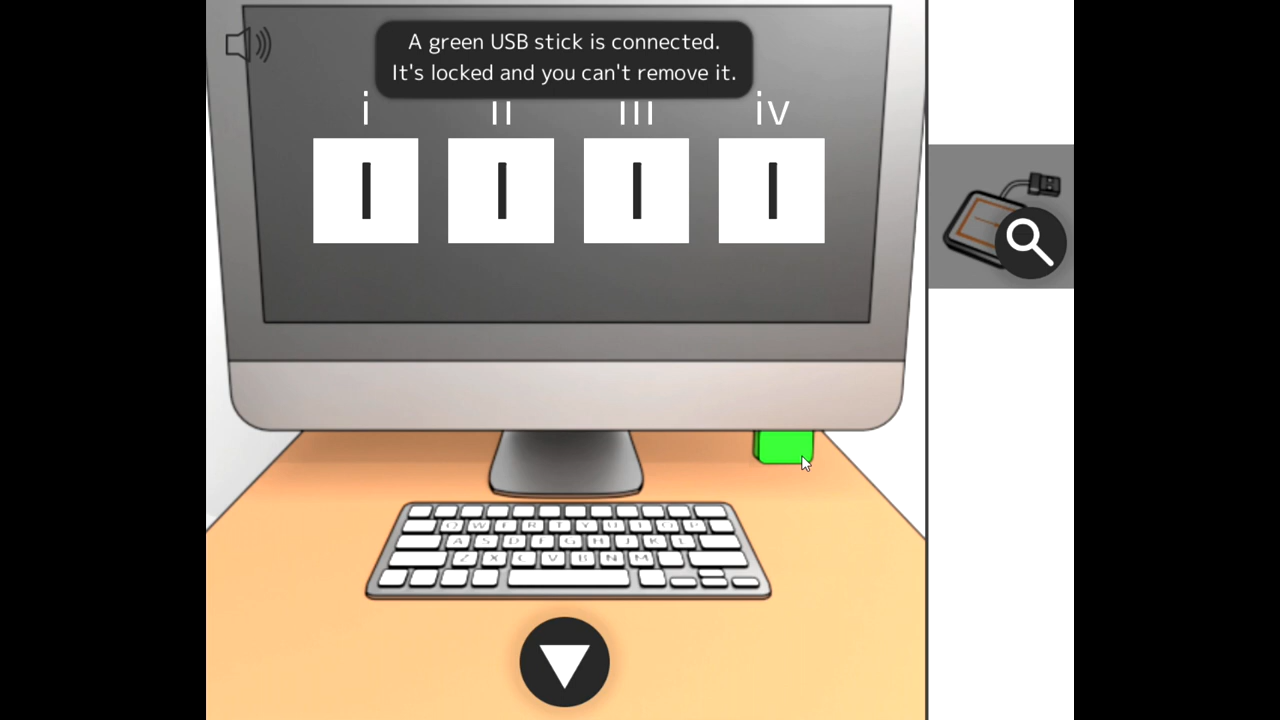 A green USB stick is connected.
It's locked and you can't remove it.
i ii iii iv
I I I I
Q W E R T Y U I O P
A S D F G H J K L
Z X C V B N M